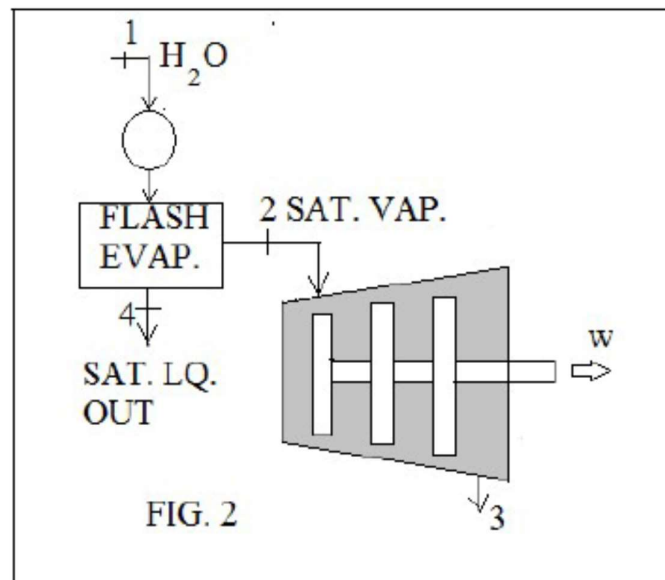 1
H₂O
FLASH
EVAP.
2 SAT. VAP.
4
SAT. LQ.
OUT
W
3
FIG. 2